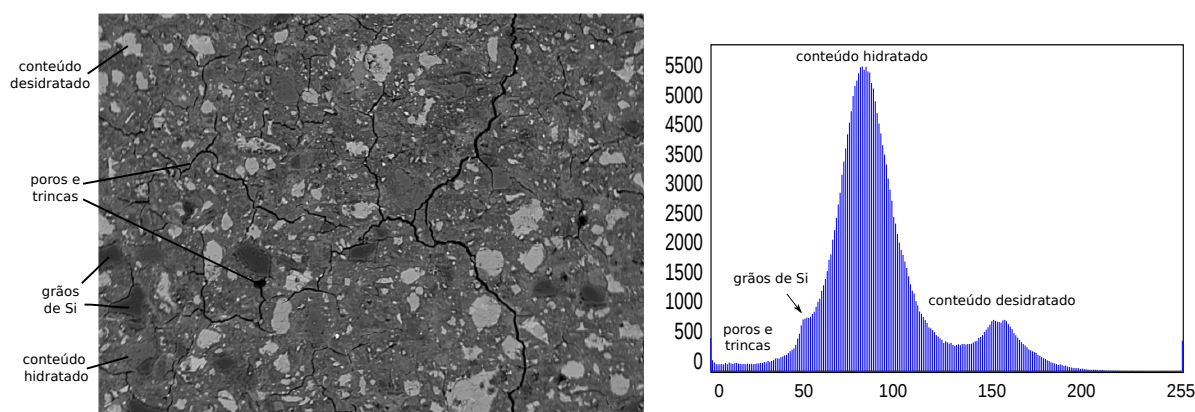 conteúdo
desidratado
poros e
trincas
grãos
de Si
conteúdo
hidratado
conteúdo hidratado
grãos de Si
conteúdo desidratado
poros e
trincas
5500
5000
4500
3500
3000
2500
2000
1500
1000
500
0
0 50 100 150 200 255